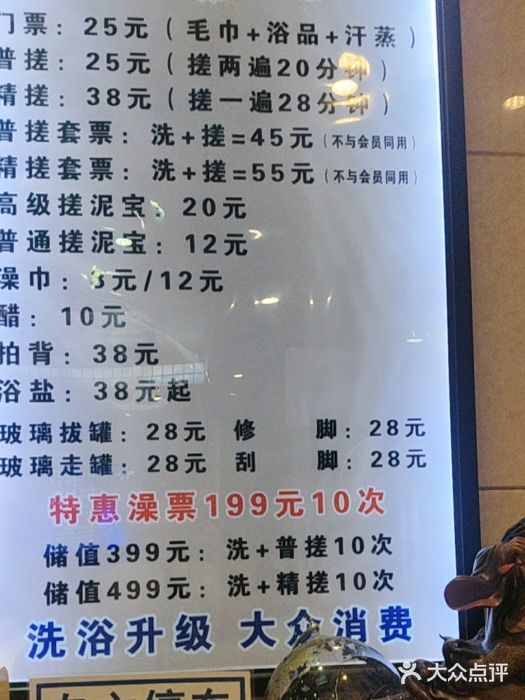 门票：25元（毛巾+浴品+汗蒸）
普搓：25元（搓两遍20分钟）
精搓：38元（搓一遍28分钟）
普搓套票：洗+搓=45元（不与会员同用）
精搓套票：洗+搓=55元（不与会员同用）
高级搓泥宝：20元
普通搓泥宝：12元
澡巾：8元/12元
醋：10元
拍背：38元
浴盐：38元起
玻璃拔罐：28元 修 脚：28元
玻璃走罐：28元 刮 脚：28元
特惠澡票199元10次
储值399元：洗+普搓10次
储值499元：洗+精搓10次
洗浴升级 大众消费
大众点评